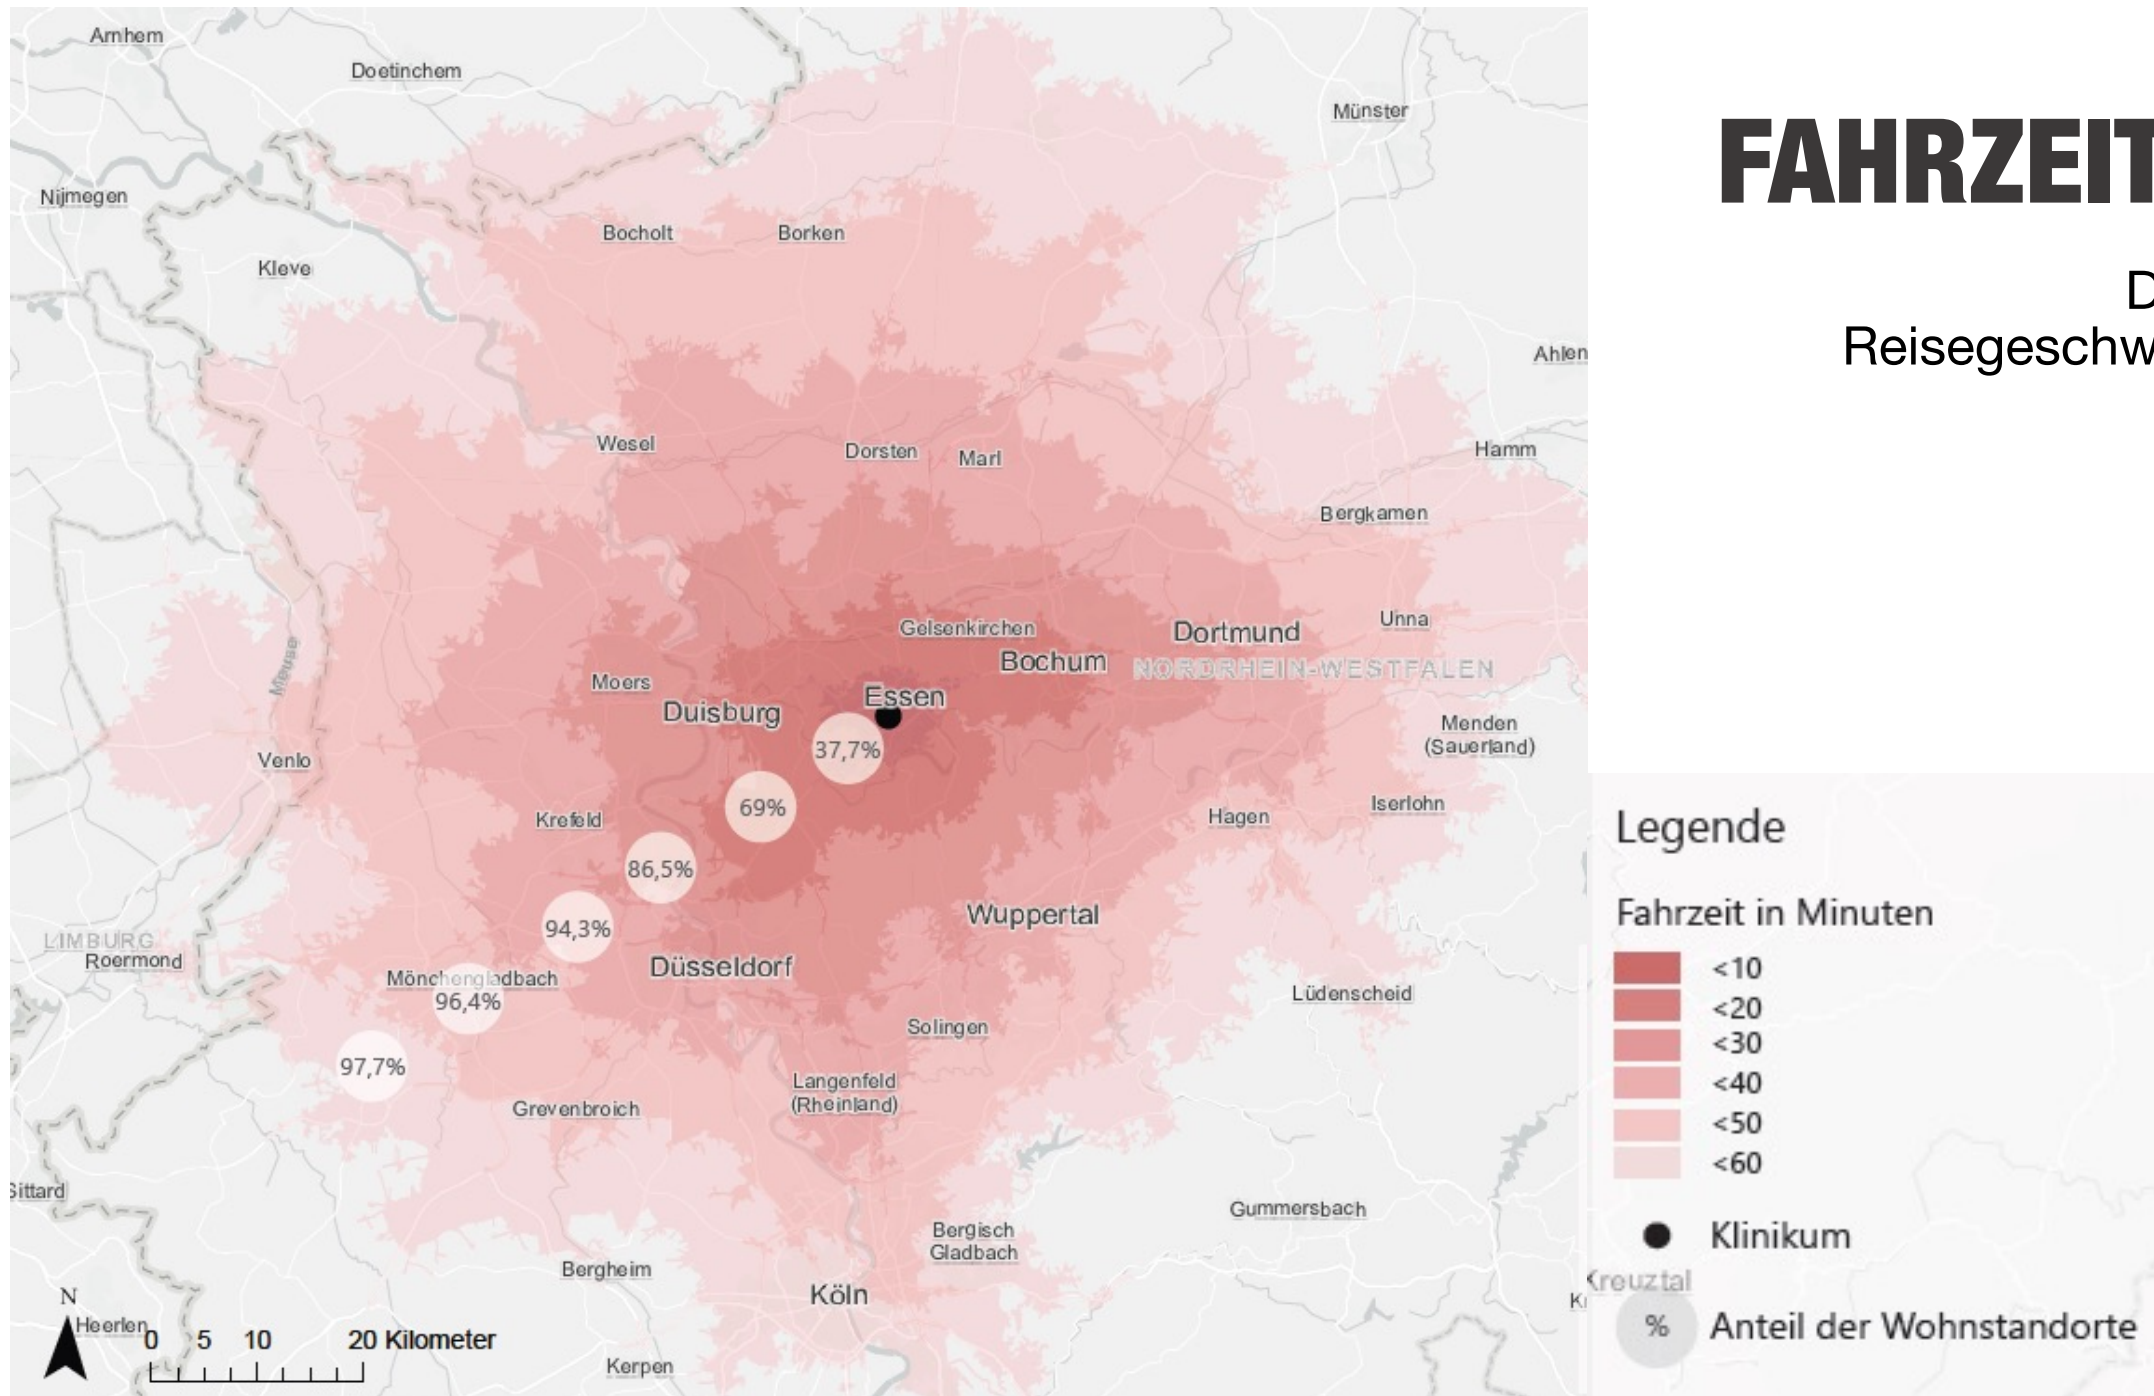 Arnhem
Doetinchem
Münster
FAHRZEIT
Nijmegen
Bocholt
Borken
Kleve
D
Reisegeschw
Ahlen
Wesel
Dorsten
Marl
Hamm
Bergkamen
Gelsenkirchen
Dortmund
Unna
Bochum
NORDRHEIN-WESTFALEN
Meuse
Moers
Essen
Duisburg
Menden
(Sauerland)
37,7%
Venlo
69%
Krefeld
Hagen
Iserlohn
86,5%
Wuppertal
94,3%
LIMBURG
Roermond
Düsseldorf
Mönchengladbach
96,4%
Lüdenscheid
Solingen
97,7%
Langenfeld
(Rheinland)
Grevenbroich
Sittard
Gummersbach
Bergisch
Gladbach
Bergheim
Köln
N
Heerlen
0 5 10 20 Kilometer
Kerpen
Legende
Fahrzeit in Minuten
<10
<20
<30
<40
<50
<60
Klinikum
Kreuztal
% Anteil der Wohnstandorte